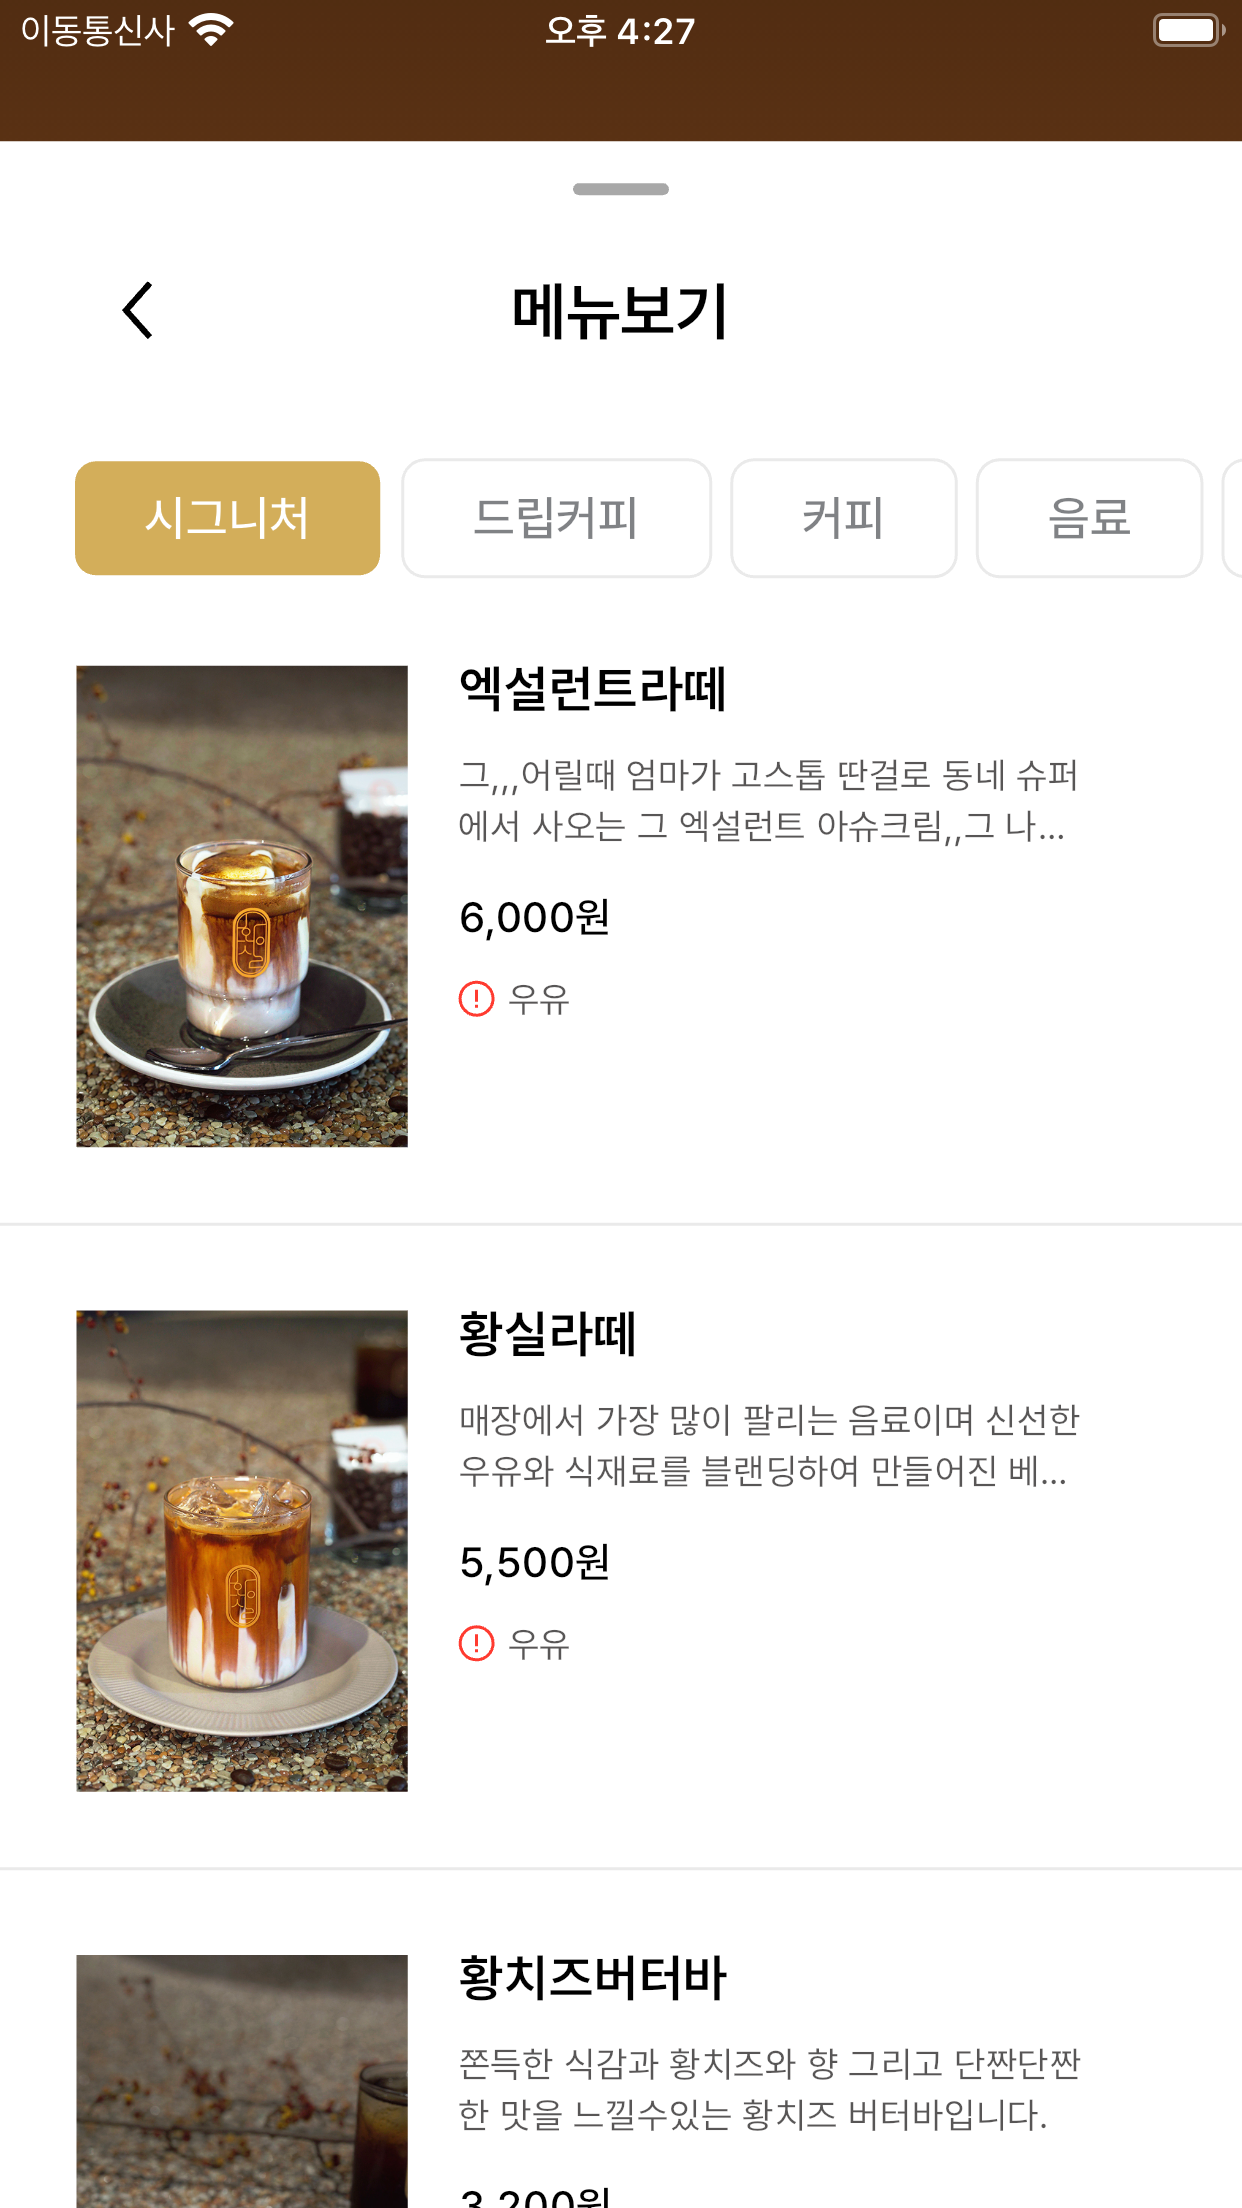 이동통신사
오후 4:27
메뉴보기
시그니처
드립커피
커피
음료
엑설런트라떼
그,,,어릴때 엄마가 고스톱 딴걸로 동네 슈퍼
에서 사오는 그 엑설런트 아슈크림,,그 나...
6,000원
우유
황실라떼
매장에서 가장 많이 팔리는 음료이며 신선한
우유와 식재료를 블랜딩하여 만들어진 베...
5,500원
우유
황치즈버터바
쫀득한 식감과 황치즈와 향 그리고 단짠단짠
한 맛을 느낄수있는 황치즈 버터바입니다.
3,200원